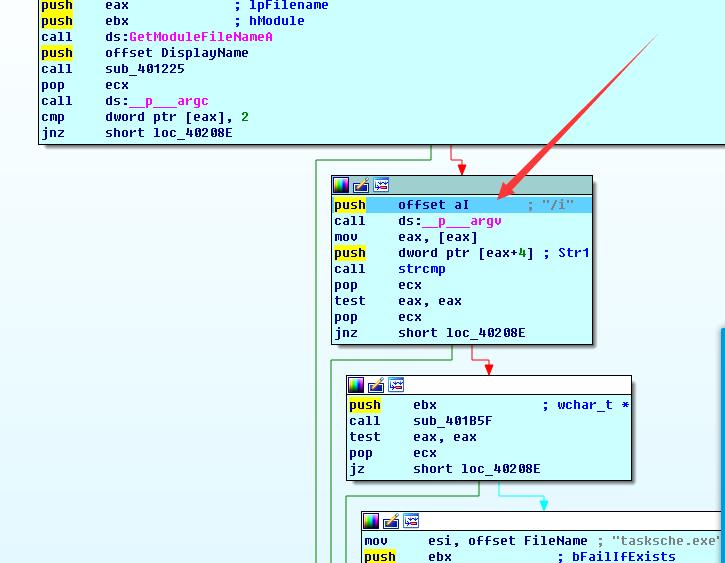 push eax ; lpFilename
push ebx ; hModule
call ds:GetModuleFileNameA
push offset DisplayName
call sub_401225
pop ecx
call ds:__p___argc
cmp dword ptr [eax], 2
jnz short loc_40208E
push offset aI ; "/i"
call ds:__p___argv
mov eax, [eax]
push dword ptr [eax+4] ; Str1
call strcmp
pop ecx
test eax, eax
pop ecx
jnz short loc_40208E
push ebx ; wchar_t *
call sub_401B5F
test eax, eax
pop ecx
jz short loc_40208E
mov esi, offset FileName ; "tasksche.exe"
push ebx ; bFailIfExists